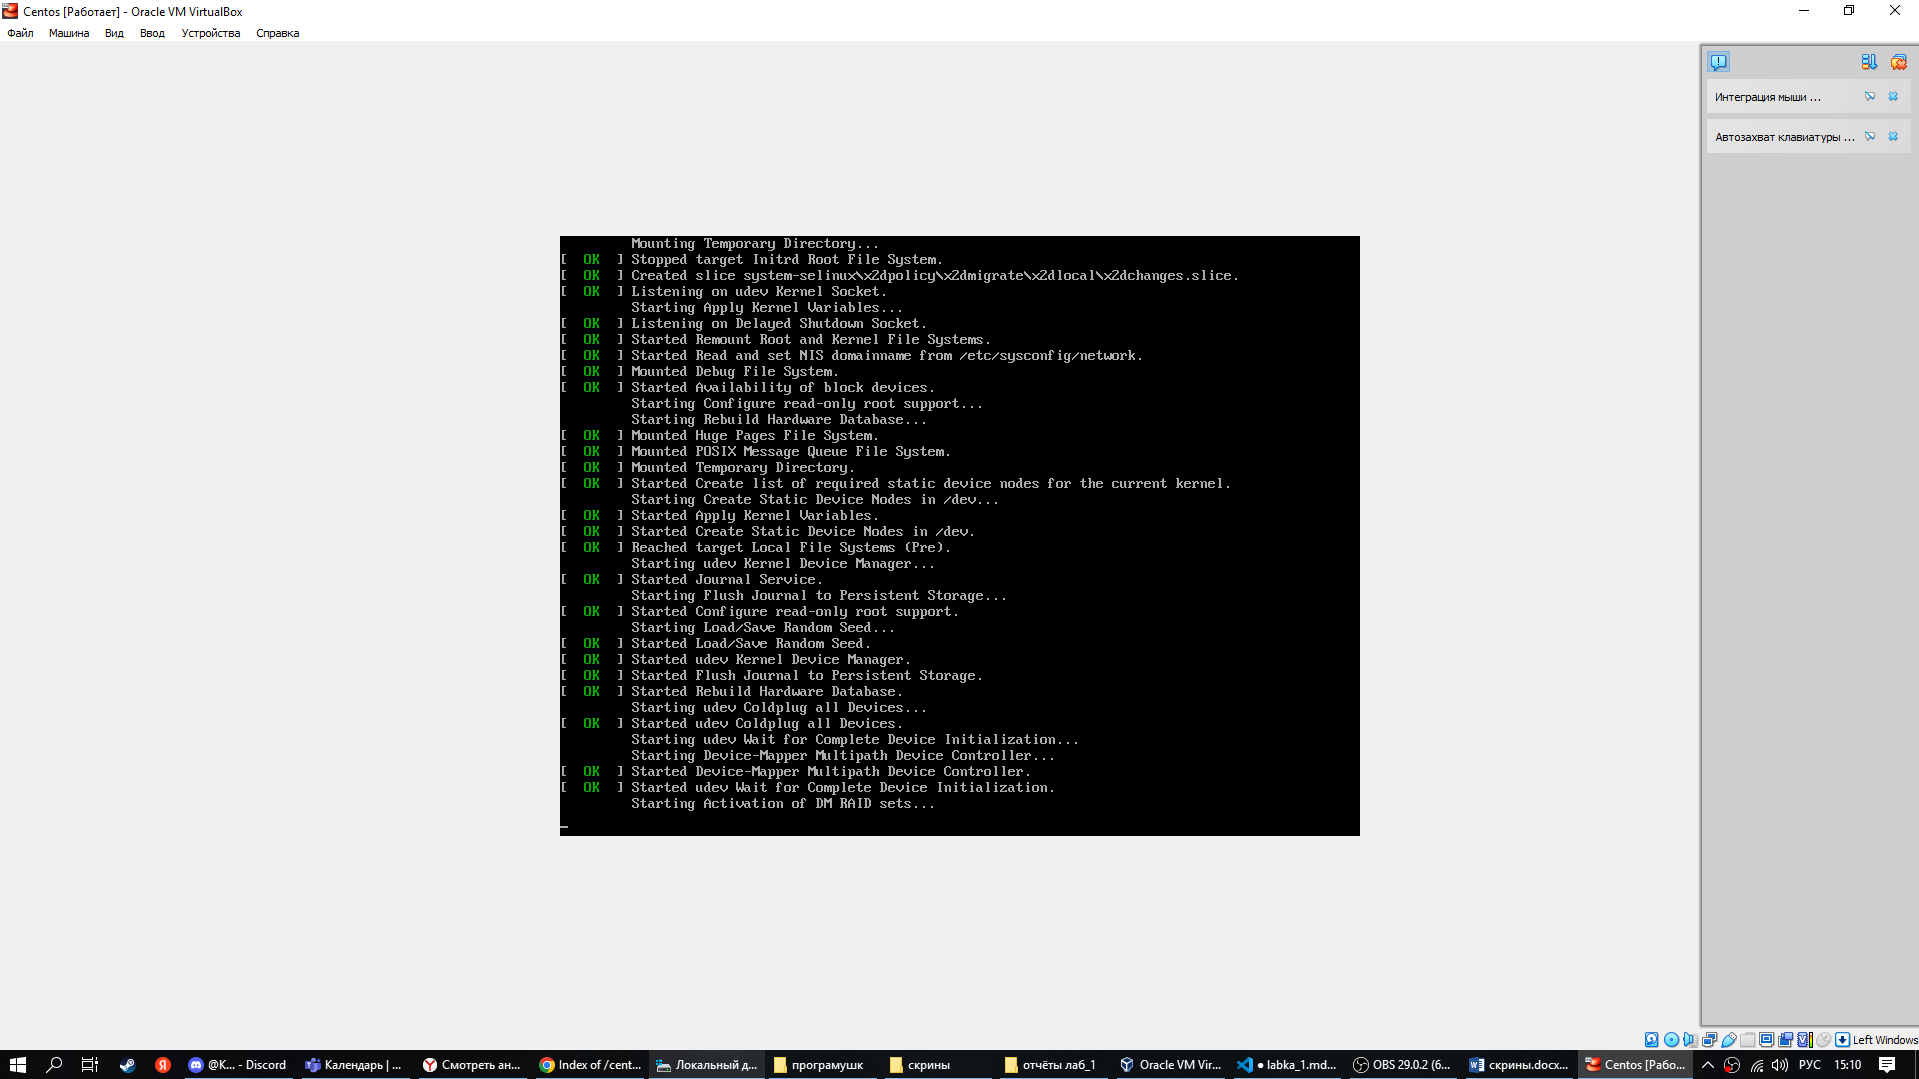 Centos [Работает] - Oracle VM VirtualBox
Файл Машина Вид Ввод Устройства Справка
Интеграция мыши ...
Автозахват клавиатуры ...
Mounting Temporary Directory...
[ OK ] Stopped target Initrd Root File System.
[ OK ] Created slice system-selinux\x2dpolicy\x2dmigrate\x2dlocal\x2dchanges.slice.
[ OK ] Listening on udev Kernel Socket.
Starting Apply Kernel Variables...
[ OK ] Listening on Delayed Shutdown Socket.
[ OK ] Started Remount Root and Kernel File Systems.
[ OK ] Started Read and set NIS domainname from /etc/sysconfig/network.
[ OK ] Mounted Debug File System.
[ OK ] Started Availability of block devices.
Starting Configure read-only root support...
Starting Rebuild Hardware Database...
[ OK ] Mounted Huge Pages File System.
[ OK ] Mounted POSIX Message Queue File System.
[ OK ] Mounted Temporary Directory.
[ OK ] Started Create list of required static device nodes for the current kernel.
Starting Create Static Device Nodes in /dev...
[ OK ] Started Apply Kernel Variables.
[ OK ] Started Create Static Device Nodes in /dev.
[ OK ] Reached target Local File Systems (Pre).
Starting udev Kernel Device Manager...
[ OK ] Started Journal Service.
Starting Flush Journal to Persistent Storage...
[ OK ] Started Configure read-only root support.
Starting Load/Save Random Seed...
[ OK ] Started Load/Save Random Seed.
[ OK ] Started udev Kernel Device Manager.
[ OK ] Started Flush Journal to Persistent Storage.
[ OK ] Started Rebuild Hardware Database.
Starting udev Coldplug all Devices...
[ OK ] Started udev Coldplug all Devices.
Starting udev Wait for Complete Device Initialization...
Starting Device-Mapper Multipath Device Controller...
[ OK ] Started Device-Mapper Multipath Device Controller.
[ OK ] Started udev Wait for Complete Device Initialization.
Starting Activation of DM RAID sets...
Left Windows
@K... - Discord Календарь | ... Смотреть ан... Index of /cent... Локальный д... програмушк скрины отчёты лаб_1 Oracle VM Vir... ● labka_1.md... OBS 29.0.2 (6... скрины.docx... Centos [Рабо... РУС 15:10